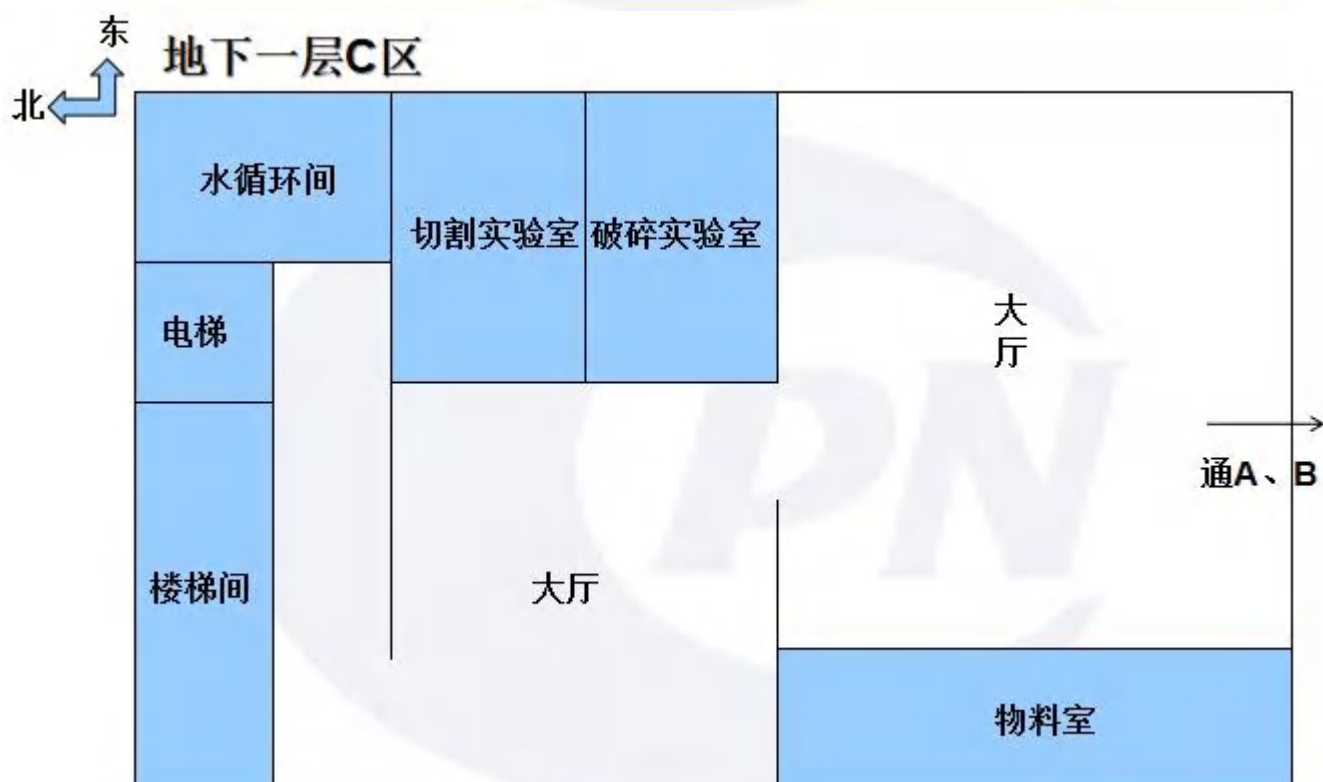 东
地下一层C区
北
水循环间
切割实验室
破碎实验室
电梯
大
厅
通A、B
楼梯间
大厅
物料室
PN